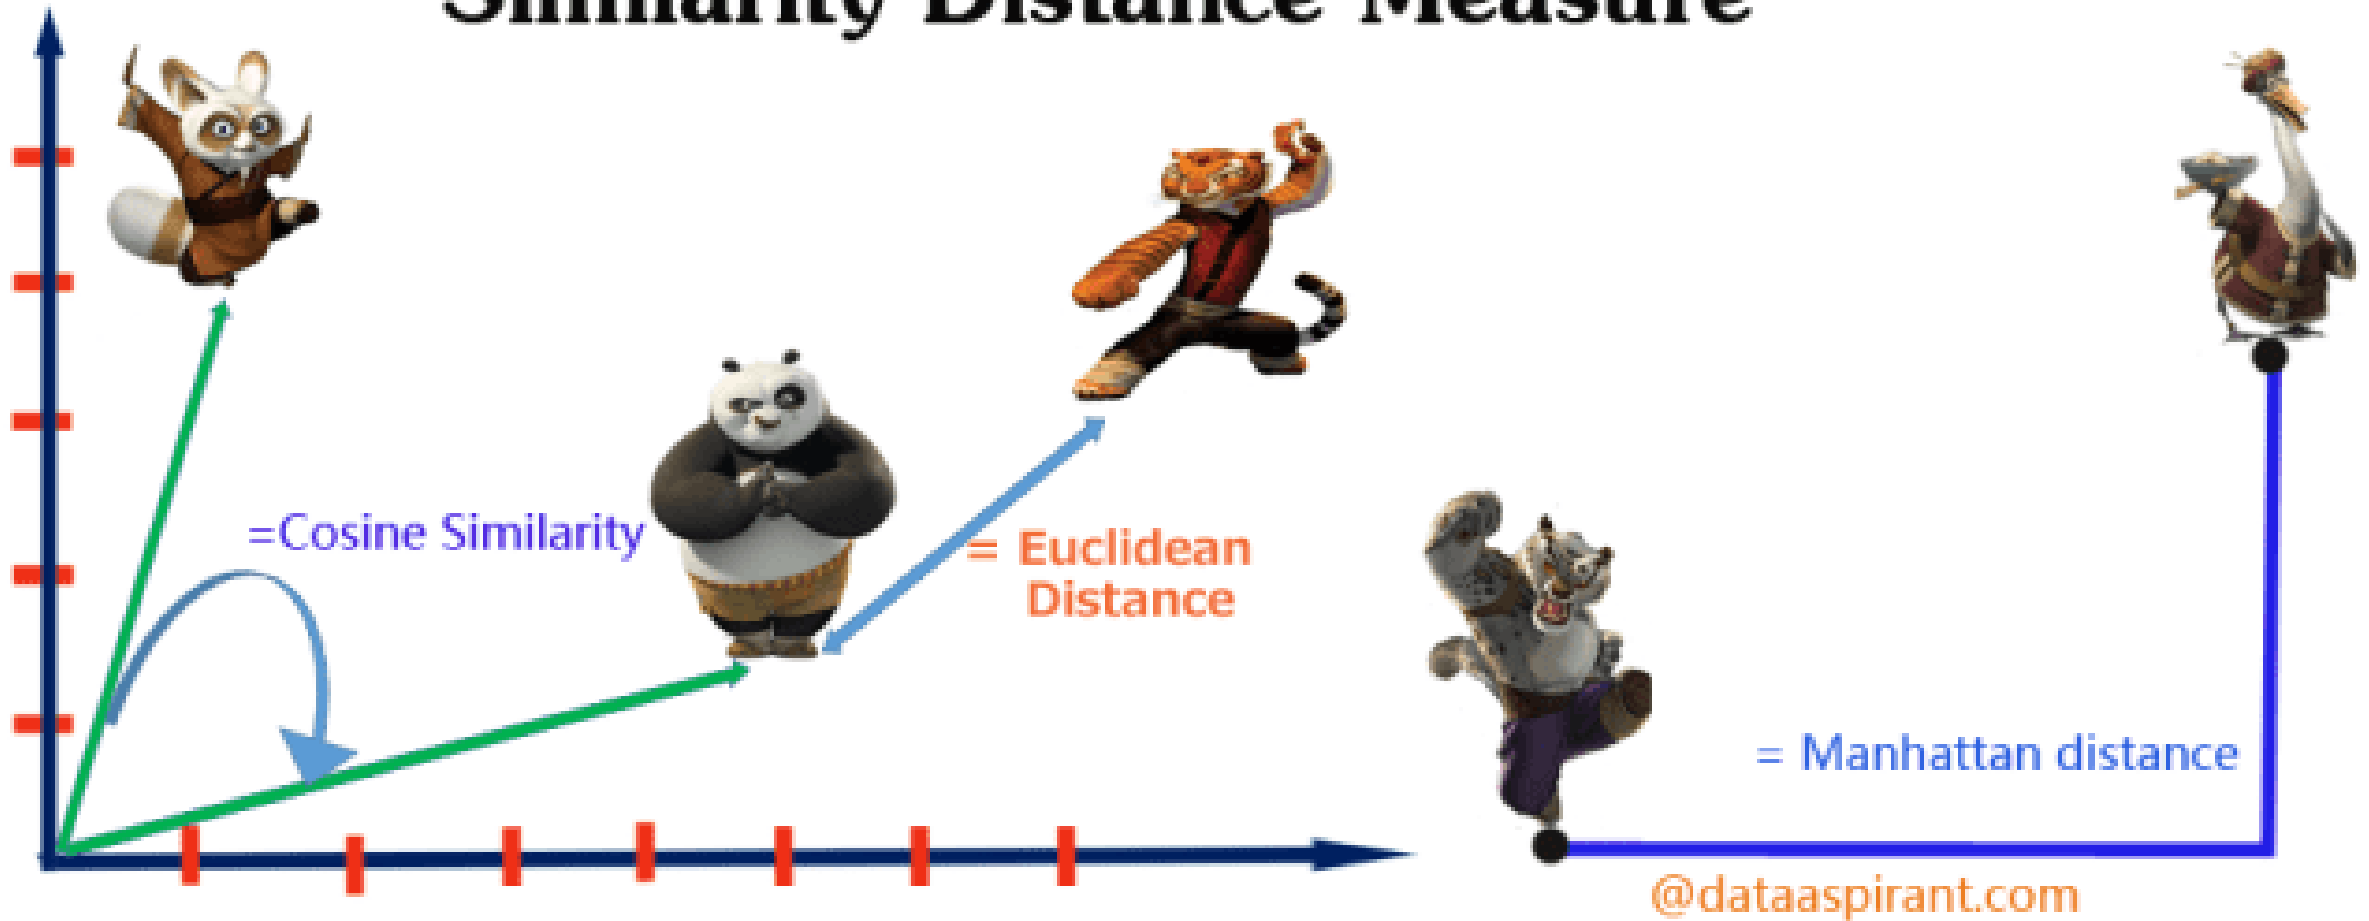 Similarity Distance Measure
=Cosine Similarity
= Euclidean
Distance
= Manhattan distance
@dataaspirant.com